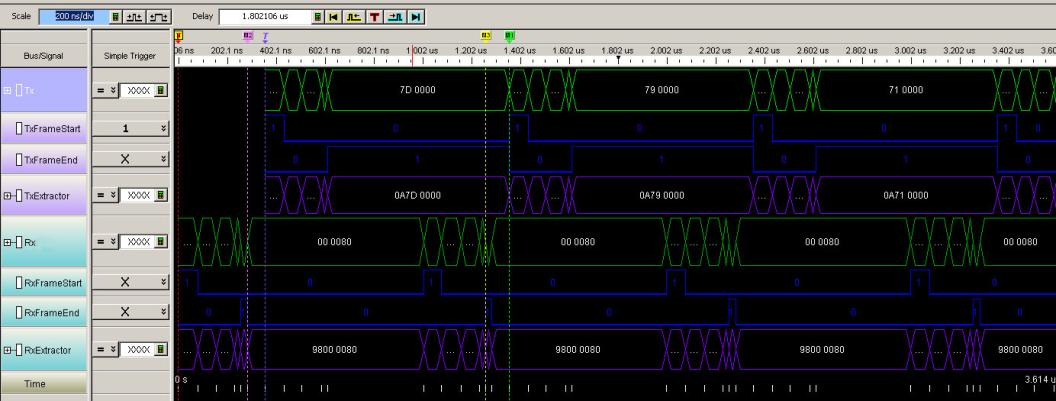 Scale 200 ns/div Delay 1.802106 us T
M2 T M3 M1
Bus/Signal Simple Trigger 06 ns 202.1 ns 402.1 ns 602.1 ns 802.1 ns 1.002 us 1.202 us 1.402 us 1.602 us 1.802 us 2.002 us 2.202 us 2.402 us 2.602 us 2.802 us 3.002 us 3.202 us 3.402 us 3.60
Tx = XXXX ... ... 7D 0000 ... ... 79 0000 ... ... 71 0000 ... ...
TxFrameStart 1 1 0 1 0 1 0 1 0
TxFrameEnd X 0 1 0 1 0 1 0
TxExtractor = XXXX ... ... 0A7D 0000 ... ... 0A79 0000 ... ... 0A71 0000 ... ...
Rx = XXXX ... ... 00 0080 ... ... 00 0080 ... ... 00 0080 ... ... 00 0080
RxFrameStart X 1 0 1 0 1 0 1 0
RxFrameEnd X 0 1 0 0 0 1 0 0 1 0
RxExtractor = XXXX ... ... 9800 0080 ... ... 9800 0080 ... ... 9800 0080 ... ... 9800 0080
Time 0 s 3.614 u